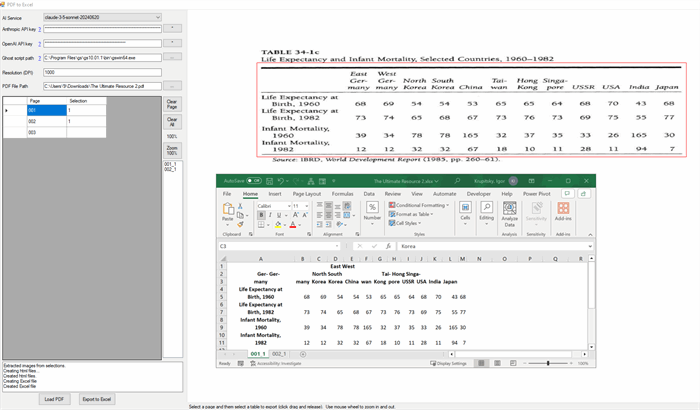 PDF to Excel
AI Service claude-3-5-sonnet-20240620
Anthropic API key ? ...
OpenAI API key ? ...
Ghost script path ? C:\Program Files\gs\gs10.01.1\bin\gswin64.exe ...
Resolution (DPI) 1000
PDF File Path C:\Users\9\Downloads\The Ultimate Resource 2.pdf ...
Page Selection
001 1
002 1
003
Clear Page
Clear All
100%
Zoom 100%
001_1
002_1
Extracted images from selections.
Creating html files...
Created html files.
Creating Excel file
Created Excel file
Load PDF Export to Excel
TABLE 34-1c
Life Expectancy and Infant Mortality, Selected Countries, 1960–1982
East West
Ger- Ger- North South Tai- Hong Singa-
many many Korea Korea China wan Kong pore USSR USA India Japan
Life Expectancy at
Birth, 1960 68 69 54 54 53 65 65 64 68 70 43 68
Life Expectancy at
Birth, 1982 73 74 65 68 67 73 76 73 69 75 55 77
Infant Mortality,
1960 39 34 78 78 165 32 37 35 33 26 165 30
Infant Mortality,
1982 12 12 32 32 67 18 10 11 28 11 94 7
Source: IBRD, World Development Report (1985, pp. 260–61).
AutoSave Off The Ultimate Resource 2.xlsx
File Home Insert Page Layout Formulas Data Review View Automate Developer Help Power Pivot
Paste Calibri 11 Number Conditional Formatting Format as Table Cell Styles Cells Editing Analyze Data Sensitivity Add-ins
Clipboard Font Alignment Styles Analysis Sensitivity Add-ins
C3 fx Korea
A B C D E F G H I J K L M N O P Q R
1 East West
2 Ger- Ger- North South Tai- Hong Singa-
3 many many Korea Korea China wan Kong pore USSR USA India Japan
4 Life Expectancy at
5 Birth, 1960 68 69 54 54 53 65 65 64 68 70 43 68
6 Life Expectancy at
7 Birth, 1982 73 74 65 68 67 73 76 73 69 75 55 77
8 Infant Mortality,
9 1960 39 34 78 78 165 32 37 35 33 26 165 30
10 Infant Mortality,
11 1982 12 12 32 32 67 18 10 11 28 11 94 7
001_1 002_1
Ready Accessibility: Investigate Display Settings 100%
Select a page and then select a table to export (click drag and release). Use mouse wheel to zoom in and out.